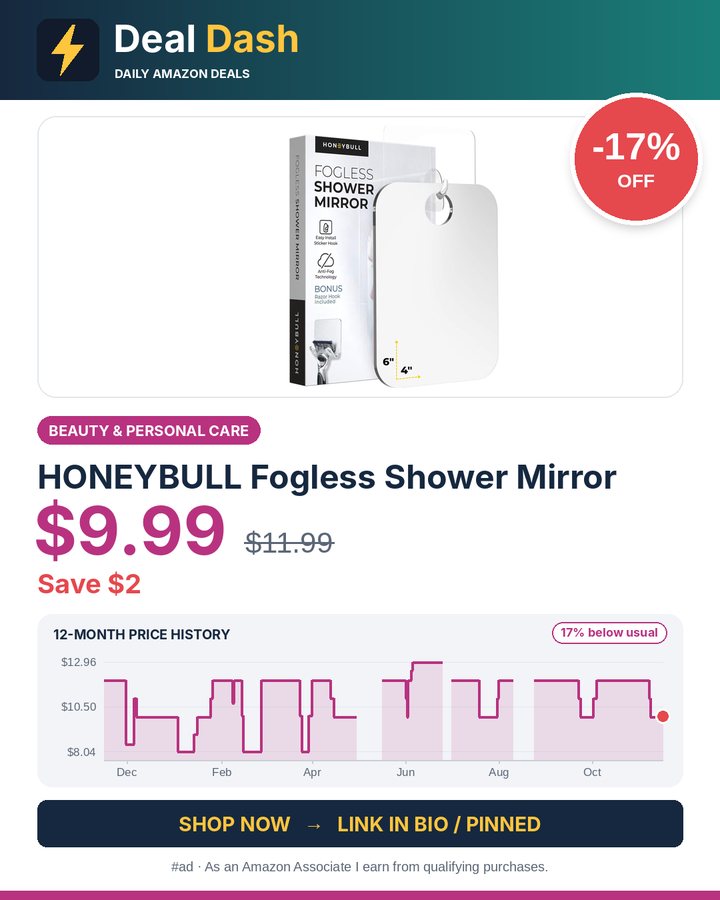 Deal Dash
DAILY AMAZON DEALS
-17%
OFF
HONEYBULL
FOGLESS
SHOWER
MIRROR
Easy Install
Sticker Hook
Anti-Fog
Technology
BONUS
Razor Hook
Included
FOGLESS SHOWER MIRROR
HONEYBULL
6"
4"
BEAUTY & PERSONAL CARE
HONEYBULL Fogless Shower Mirror
$9.99 $11.99
Save $2
12-MONTH PRICE HISTORY
17% below usual
$12.96
$10.50
$8.04
Dec Feb Apr Jun Aug Oct
SHOP NOW → LINK IN BIO / PINNED
#ad · As an Amazon Associate I earn from qualifying purchases.